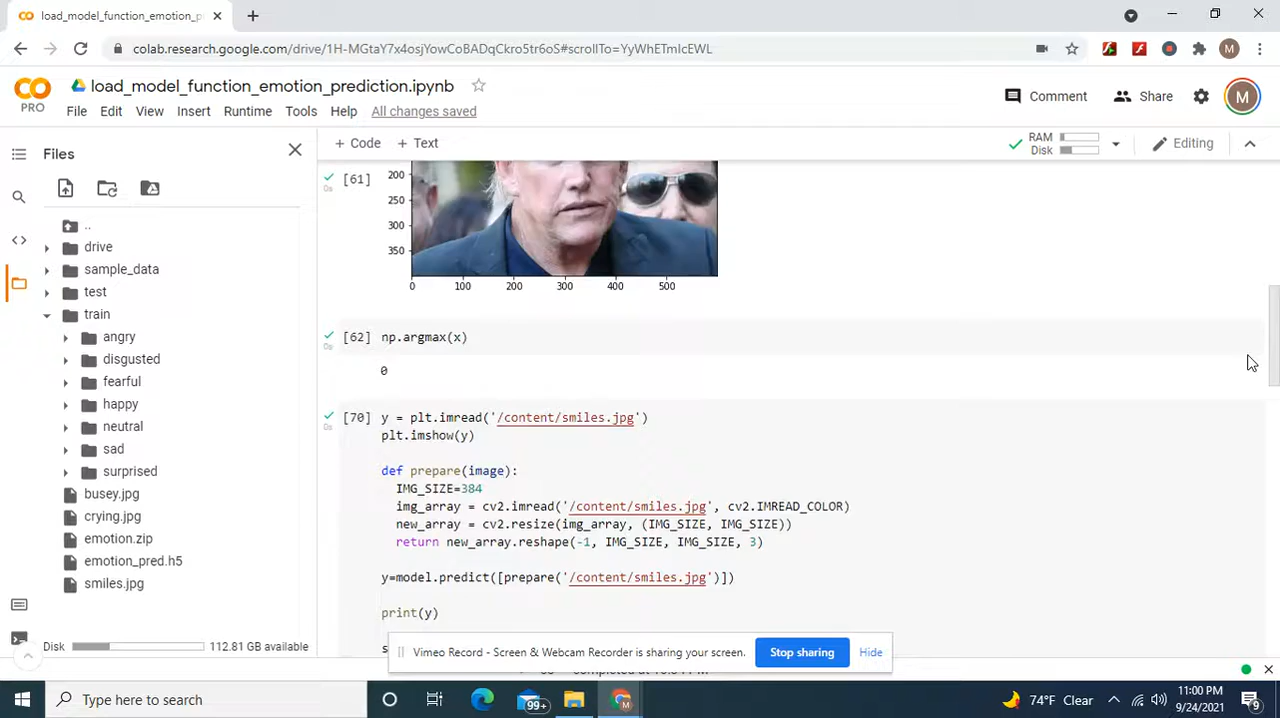 load_model_function_emotion_p
colab.research.google.com/drive/1H-MGtaY7x4osjYowCoBADqCkro5tr6oS#scrollTo=YyWhETmIcEWL
M
CO
PRO
load_model_function_emotion_prediction.ipynb
Comment
Share
M
File Edit View Insert Runtime Tools Help All changes saved
Files
+ Code + Text
RAM
Disk
Editing
..
drive
sample_data
test
train
angry
disgusted
fearful
happy
neutral
sad
surprised
busey.jpg
crying.jpg
emotion.zip
emotion_pred.h5
smiles.jpg
Disk 112.81 GB available
[61]
0s
200
250
300
350
0 100 200 300 400 500
[62] np.argmax(x)
0s
0
[70] y = plt.imread('/content/smiles.jpg')
0s
plt.imshow(y)
def prepare(image):
IMG_SIZE=384
img_array = cv2.imread('/content/smiles.jpg', cv2.IMREAD_COLOR)
new_array = cv2.resize(img_array, (IMG_SIZE, IMG_SIZE))
return new_array.reshape(-1, IMG_SIZE, IMG_SIZE, 3)
y=model.predict([prepare('/content/smiles.jpg')])
print(y)
Vimeo Record - Screen & Webcam Recorder is sharing your screen. Stop sharing Hide
Type here to search
99+
M
74°F Clear
11:00 PM
9/24/2021
9